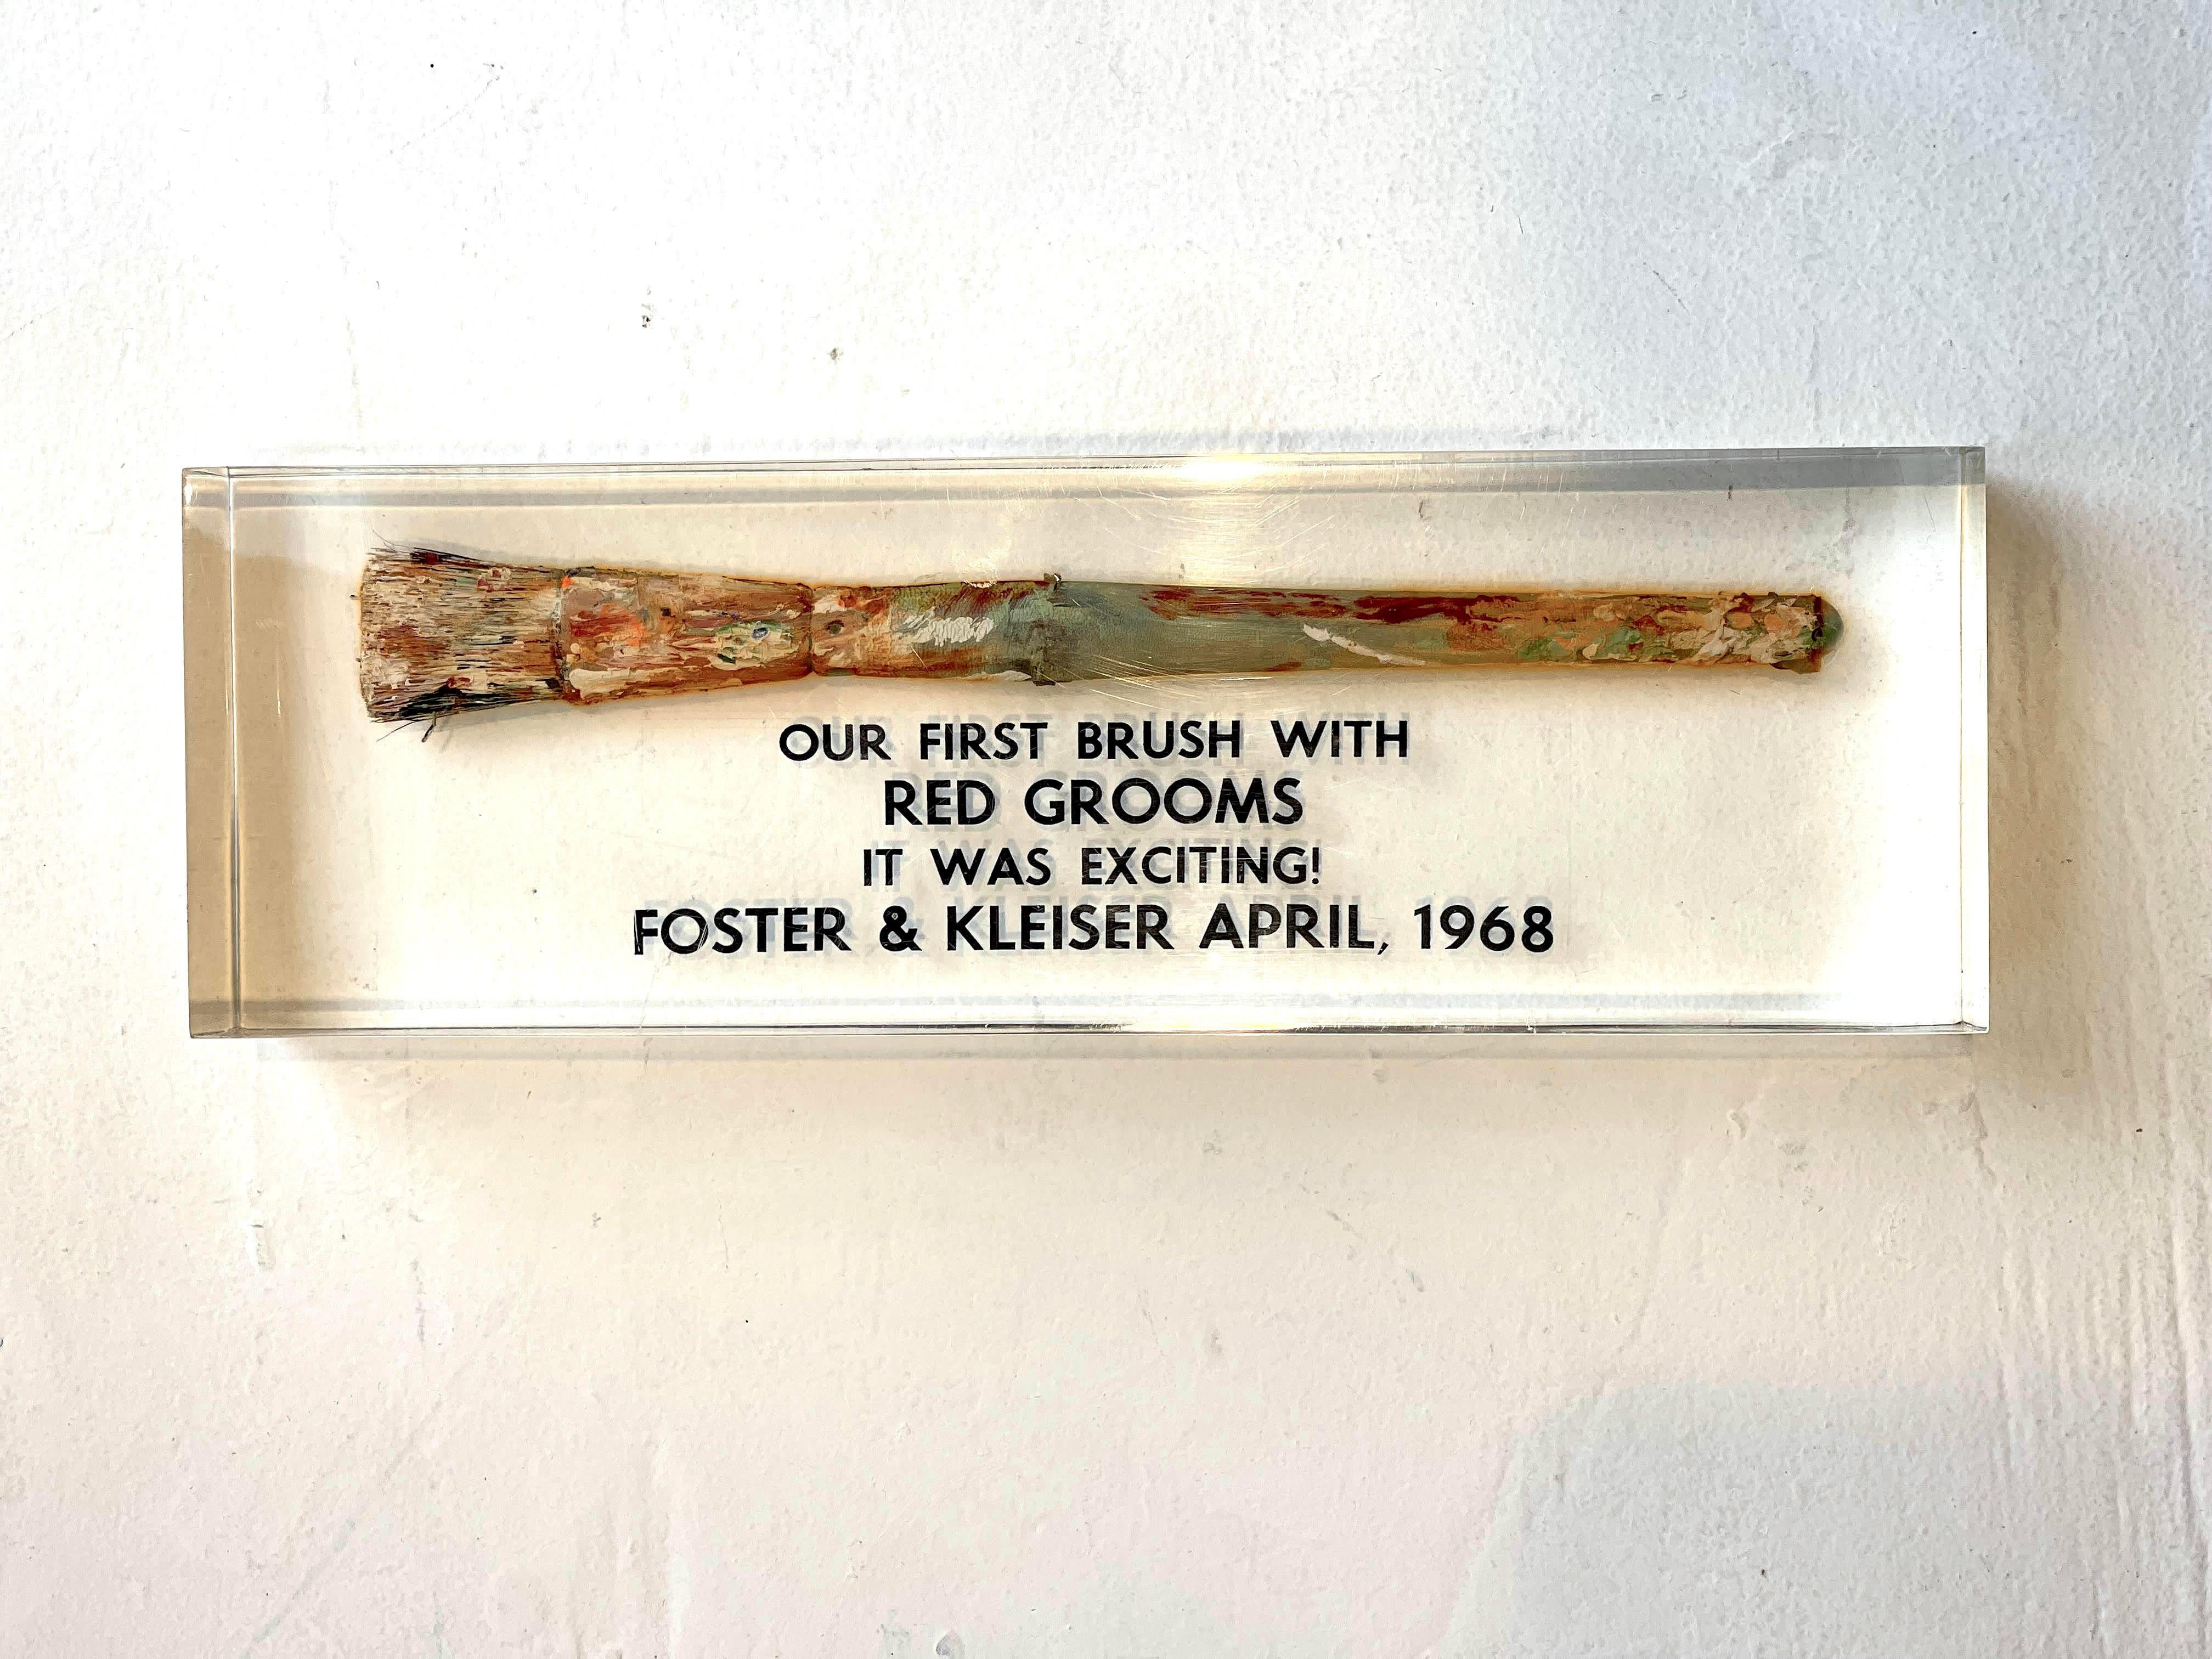 OUR FIRST BRUSH WITH
RED GROOMS
IT WAS EXCITING!
FOSTER & KLEISER APRIL, 1968